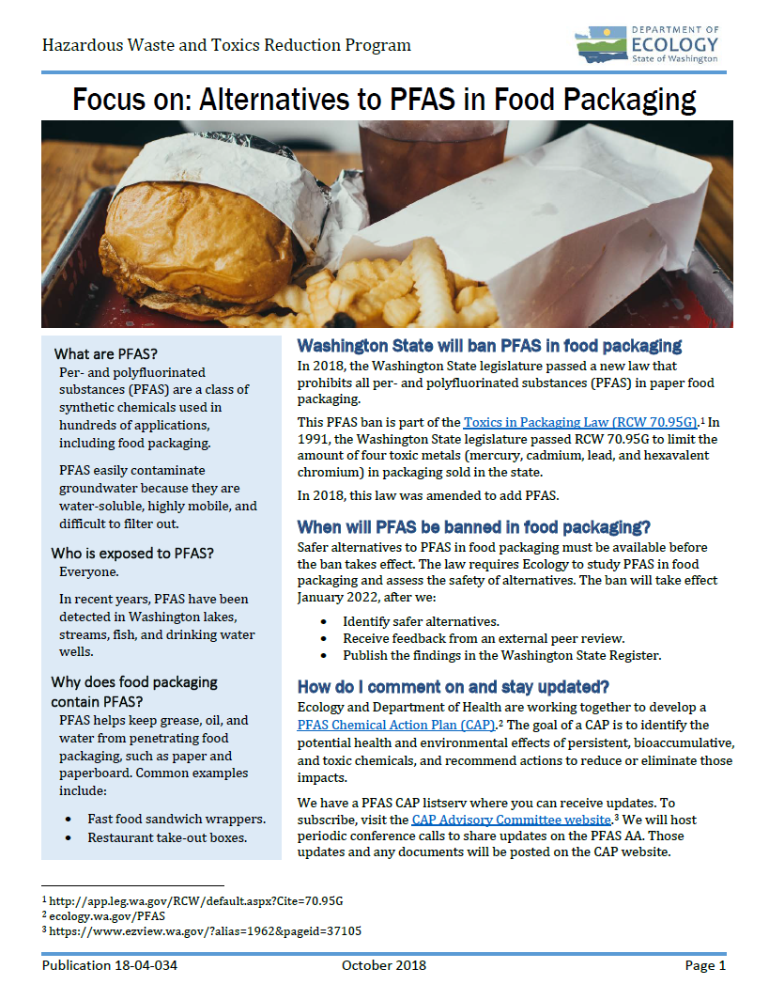 Hazardous Waste and Toxics Reduction Program
DEPARTMENT OF
ECOLOGY
State of Washington
Focus on: Alternatives to PFAS in Food Packaging
What are PFAS?
Per- and polyfluorinated
substances (PFAS) are a class of
synthetic chemicals used in
hundreds of applications,
including food packaging.
PFAS easily contaminate
groundwater because they are
water-soluble, highly mobile, and
difficult to filter out.
Who is exposed to PFAS?
Everyone.
In recent years, PFAS have been
detected in Washington lakes,
streams, fish, and drinking water
wells.
Why does food packaging
contain PFAS?
PFAS helps keep grease, oil, and
water from penetrating food
packaging, such as paper and
paperboard. Common examples
include:
• Fast food sandwich wrappers.
• Restaurant take-out boxes.
Washington State will ban PFAS in food packaging
In 2018, the Washington State legislature passed a new law that
prohibits all per- and polyfluorinated substances (PFAS) in paper food
packaging.
This PFAS ban is part of the Toxics in Packaging Law (RCW 70.95G).¹ In
1991, the Washington State legislature passed RCW 70.95G to limit the
amount of four toxic metals (mercury, cadmium, lead, and hexavalent
chromium) in packaging sold in the state.
In 2018, this law was amended to add PFAS.
When will PFAS be banned in food packaging?
Safer alternatives to PFAS in food packaging must be available before
the ban takes effect. The law requires Ecology to study PFAS in food
packaging and assess the safety of alternatives. The ban will take effect
January 2022, after we:
• Identify safer alternatives.
• Receive feedback from an external peer review.
• Publish the findings in the Washington State Register.
How do I comment on and stay updated?
Ecology and Department of Health are working together to develop a
PFAS Chemical Action Plan (CAP).² The goal of a CAP is to identify the
potential health and environmental effects of persistent, bioaccumulative,
and toxic chemicals, and recommend actions to reduce or eliminate those
impacts.
We have a PFAS CAP listserv where you can receive updates. To
subscribe, visit the CAP Advisory Committee website.³ We will host
periodic conference calls to share updates on the PFAS AA. Those
updates and any documents will be posted on the CAP website.
¹ http://app.leg.wa.gov/RCW/default.aspx?Cite=70.95G
² ecology.wa.gov/PFAS
³ https://www.ezview.wa.gov/?alias=1962&pageid=37105
Publication 18-04-034 October 2018 Page 1